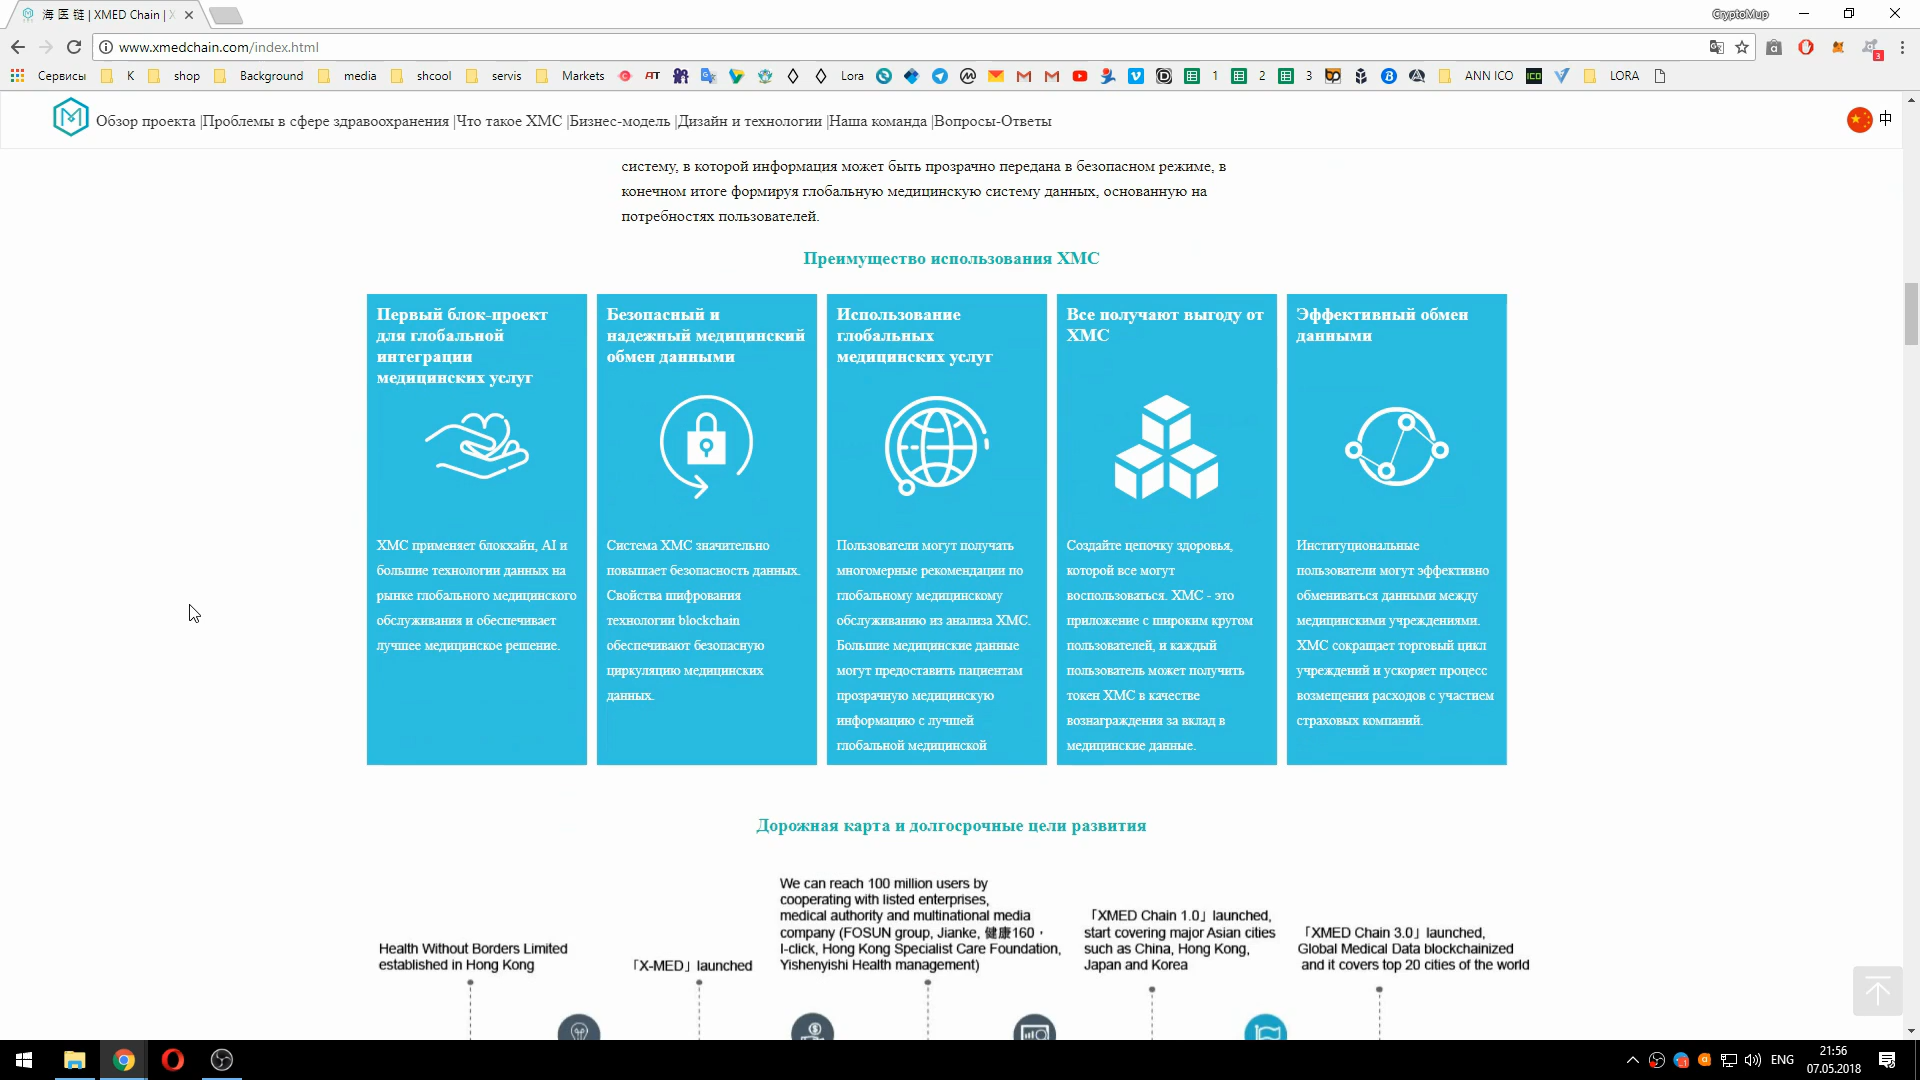 海 医 链 | XMED Chain |
CryptoMup
www.xmedchain.com/index.html
Сервисы K shop Background media shcool servis Markets Lora 1 2 3 ANN ICO LORA
Обзор проекта |Проблемы в сфере здравоохранения |Что такое XMC |Бизнес-модель |Дизайн и технологии |Наша команда |Вопросы-Ответы
中
систему, в которой информация может быть прозрачно передана в безопасном режиме, в
конечном итоге формируя глобальную медицинскую систему данных, основанную на
потребностях пользователей.
Преимущество использования XMC
Первый блок-проект
для глобальной
интеграции
медицинских услуг
XMC применяет блокхайн, AI и
большие технологии данных на
рынке глобального медицинского
обслуживания и обеспечивает
лучшее медицинское решение.
Безопасный и
надежный медицинский
обмен данными
Система XMC значительно
повышает безопасность данных.
Свойства шифрования
технологии blockchain
обеспечивают безопасную
циркуляцию медицинских
данных.
Использование
глобальных
медицинских услуг
Пользователи могут получать
многомерные рекомендации по
глобальному медицинскому
обслуживанию из анализа XMC.
Большие медицинские данные
могут предоставить пациентам
прозрачную медицинскую
информацию с лучшей
глобальной медицинской
Все получают выгоду от
XMC
Создайте цепочку здоровья,
которой все могут
воспользоваться. XMC - это
приложение с широким кругом
пользователей, и каждый
пользователь может получить
токен XMC в качестве
вознаграждения за вклад в
медицинские данные.
Эффективный обмен
данными
Институциональные
пользователи могут эффективно
обмениваться данными между
медицинскими учреждениями.
XMC сокращает торговый цикл
учреждений и ускоряет процесс
возмещения расходов с участием
страховых компаний.
Дорожная карта и долгосрочные цели развития
Health Without Borders Limited
established in Hong Kong
「X-MED」launched
We can reach 100 million users by
cooperating with listed enterprises,
medical authority and multinational media
company (FOSUN group, Jianke, 健康160・
I-click, Hong Kong Specialist Care Foundation,
Yishenyishi Health management)
「XMED Chain 1.0」launched,
start covering major Asian cities
such as China, Hong Kong,
Japan and Korea
「XMED Chain 3.0」launched,
Global Medical Data blockchainized
and it covers top 20 cities of the world
ENG
21:56
07.05.2018